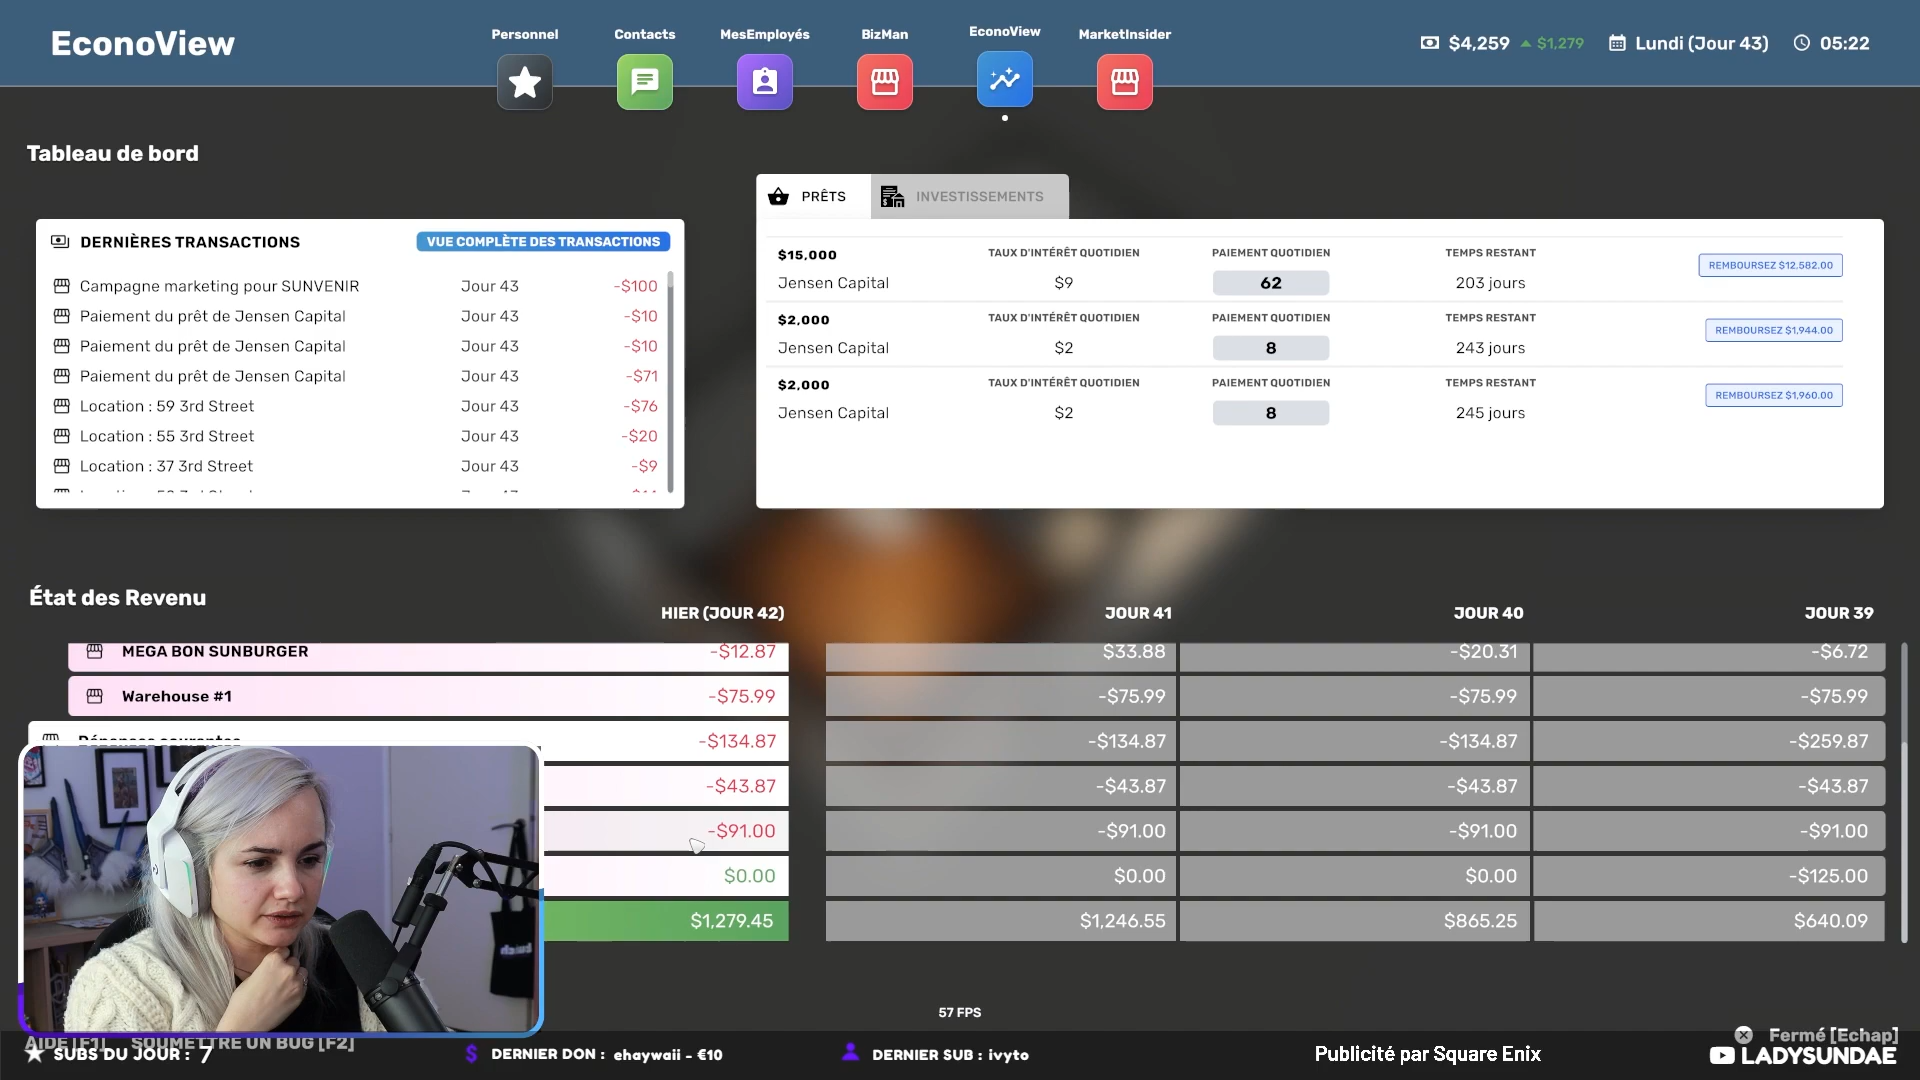 EconoView
Personnel
Contacts
MesEmployés
BizMan
EconoView
MarketInsider
$4,259 $1,279 Lundi (Jour 43) 05:22
Tableau de bord
PRÊTS INVESTISSEMENTS
DERNIÈRES TRANSACTIONS VUE COMPLÈTE DES TRANSACTIONS
Campagne marketing pour SUNVENIR Jour 43 -$100
Paiement du prêt de Jensen Capital Jour 43 -$10
Paiement du prêt de Jensen Capital Jour 43 -$10
Paiement du prêt de Jensen Capital Jour 43 -$71
Location : 59 3rd Street Jour 43 -$76
Location : 55 3rd Street Jour 43 -$20
Location : 37 3rd Street Jour 43 -$9
$15,000 TAUX D'INTÉRÊT QUOTIDIEN PAIEMENT QUOTIDIEN TEMPS RESTANT REMBOURSEZ $12,582.00
Jensen Capital $9 62 203 jours
$2,000 TAUX D'INTÉRÊT QUOTIDIEN PAIEMENT QUOTIDIEN TEMPS RESTANT REMBOURSEZ $1,944.00
Jensen Capital $2 8 243 jours
$2,000 TAUX D'INTÉRÊT QUOTIDIEN PAIEMENT QUOTIDIEN TEMPS RESTANT REMBOURSEZ $1,960.00
Jensen Capital $2 8 245 jours
État des Revenu
HIER (JOUR 42) JOUR 41 JOUR 40 JOUR 39
MEGA BON SUNBURGER -$12.87 $33.88 -$20.31 -$6.72
Warehouse #1 -$75.99 -$75.99 -$75.99 -$75.99
Dépenses courantes -$134.87 -$134.87 -$134.87 -$259.87
-$43.87 -$43.87 -$43.87 -$43.87
-$91.00 -$91.00 -$91.00 -$91.00
$0.00 $0.00 $0.00 -$125.00
$1,279.45 $1,246.55 $865.25 $640.09
57 FPS
AIDE [F1] SOUMETTRE UN BUG [F2]
Fermé [Echap]
SUBS DU JOUR : 7
DERNIER DON : ehaywaii - €10
DERNIER SUB : ivyto
Publicité par Square Enix
LADYSUNDAE